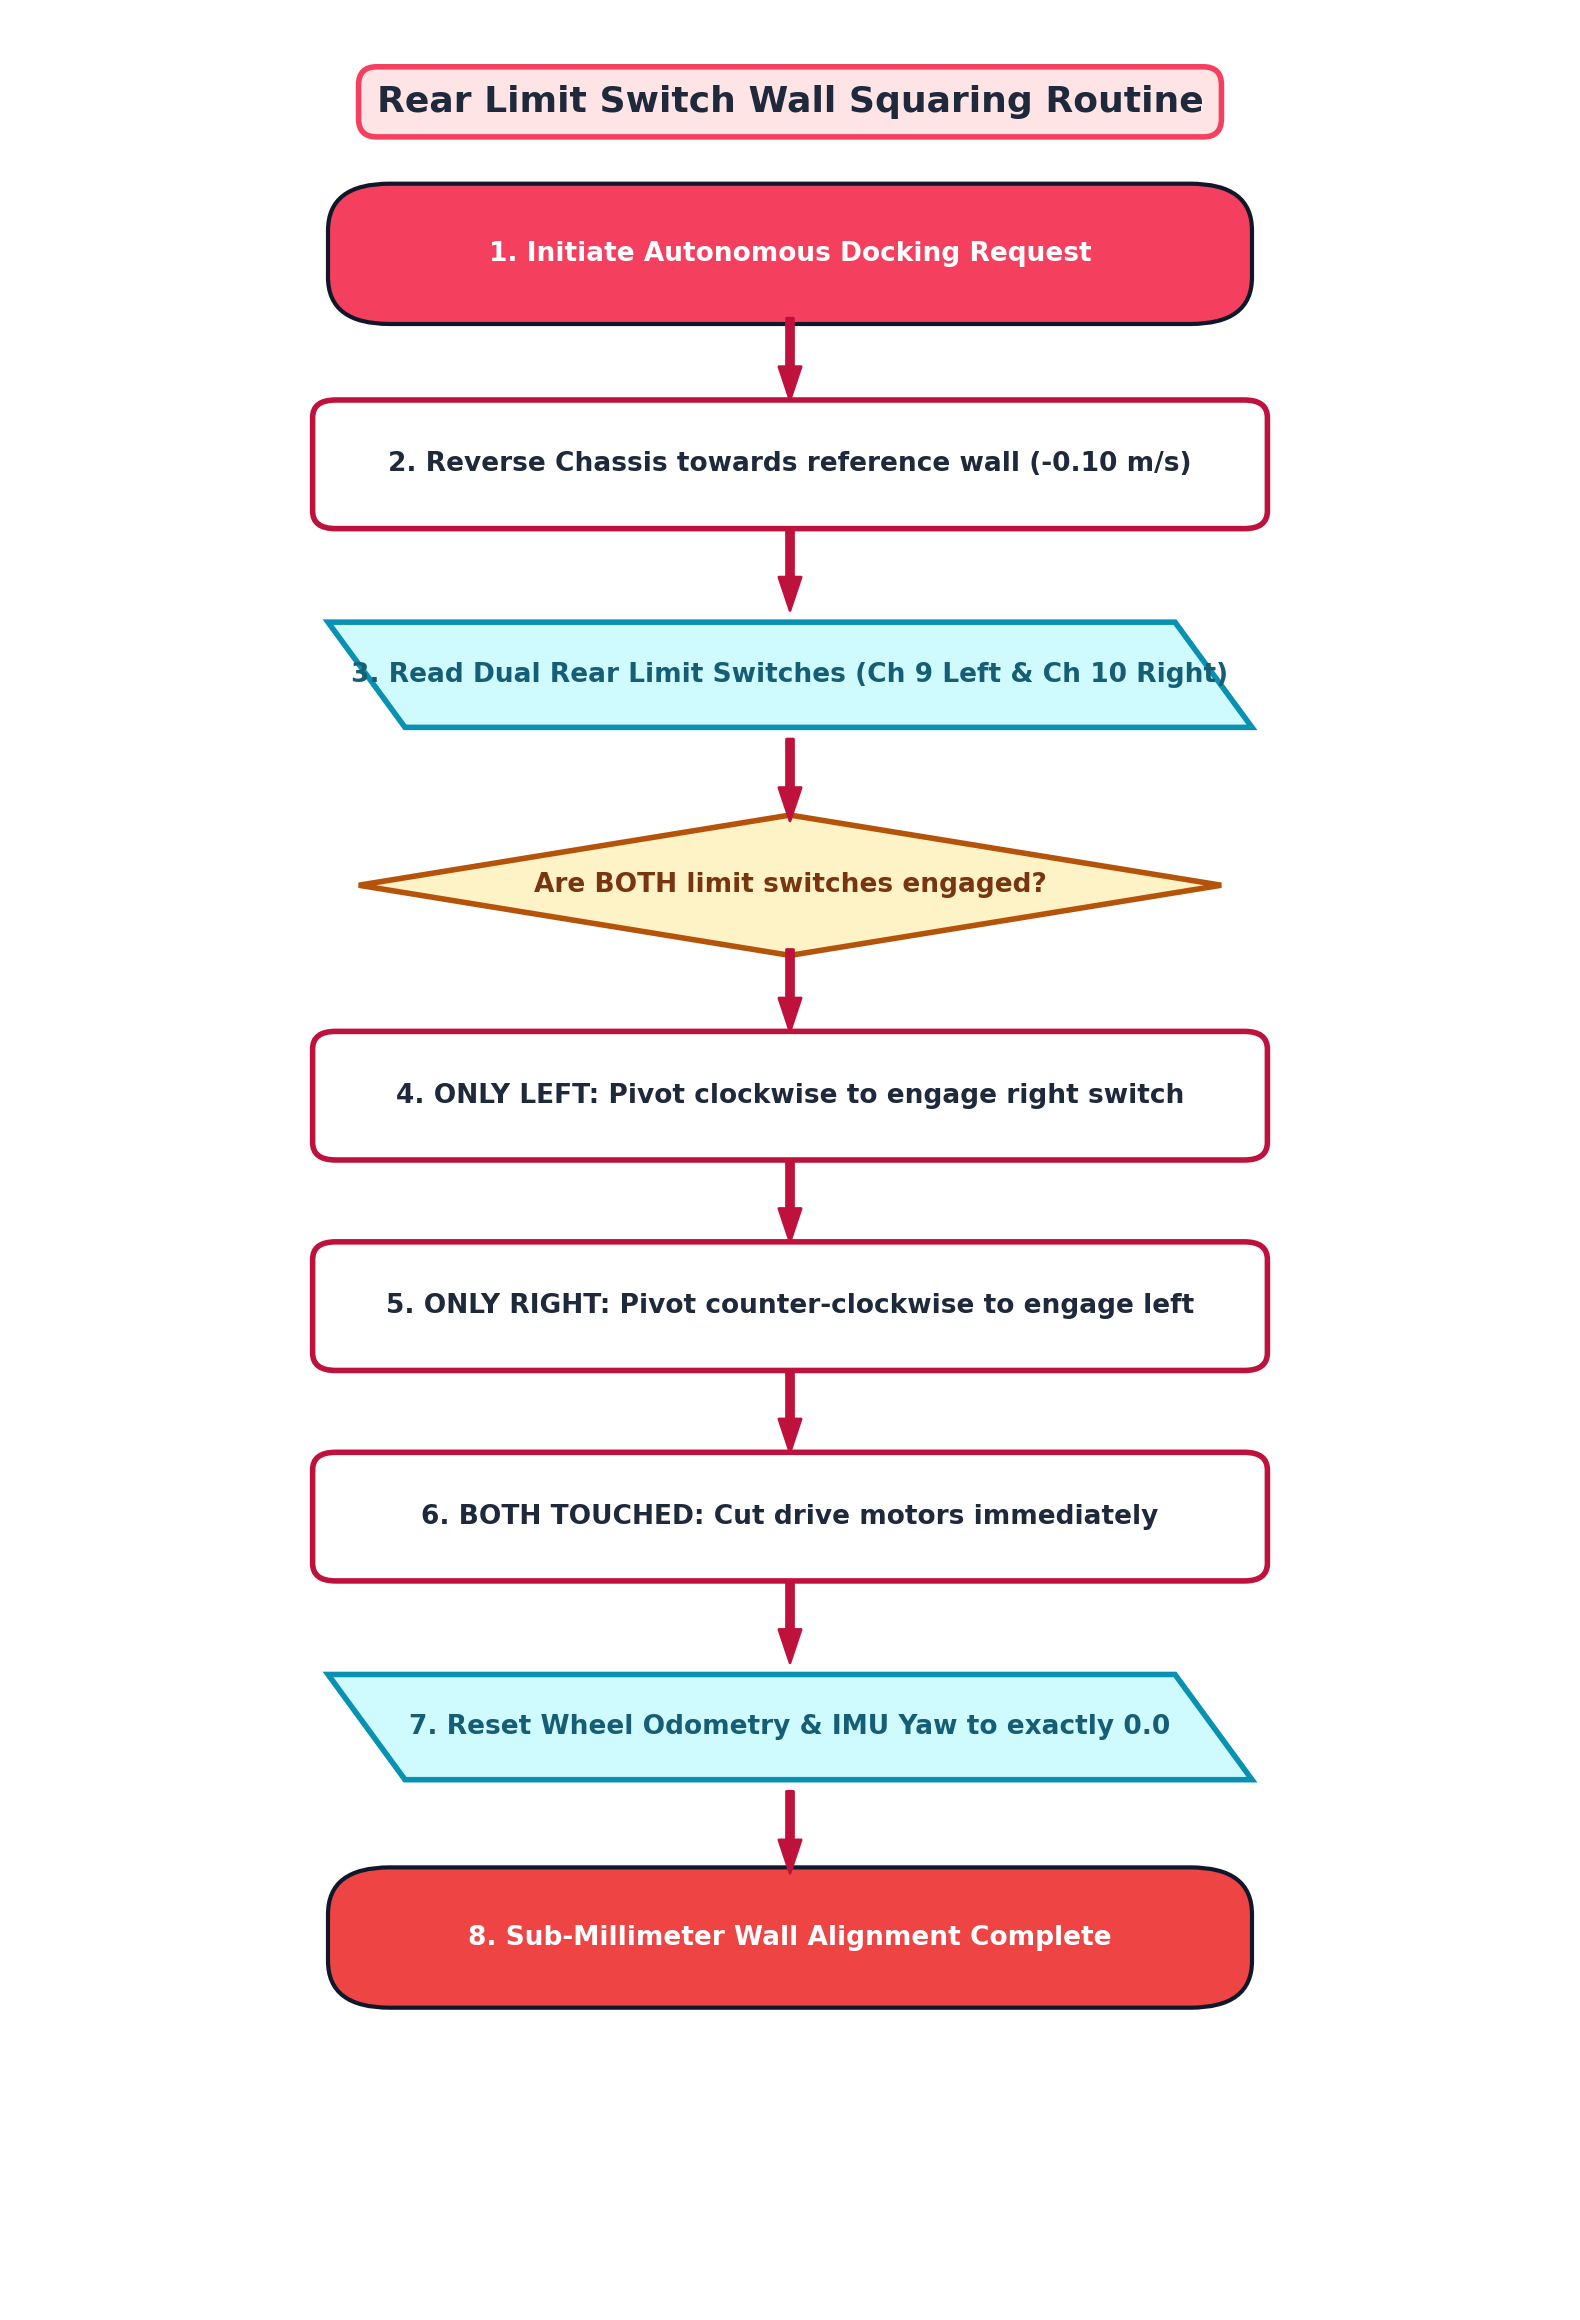 Rear Limit Switch Wall Squaring Routine
1. Initiate Autonomous Docking Request
2. Reverse Chassis towards reference wall (-0.10 m/s)
3. Read Dual Rear Limit Switches (Ch 9 Left & Ch 10 Right)
Are BOTH limit switches engaged?
4. ONLY LEFT: Pivot clockwise to engage right switch
5. ONLY RIGHT: Pivot counter-clockwise to engage left
6. BOTH TOUCHED: Cut drive motors immediately
7. Reset Wheel Odometry & IMU Yaw to exactly 0.0
8. Sub-Millimeter Wall Alignment Complete